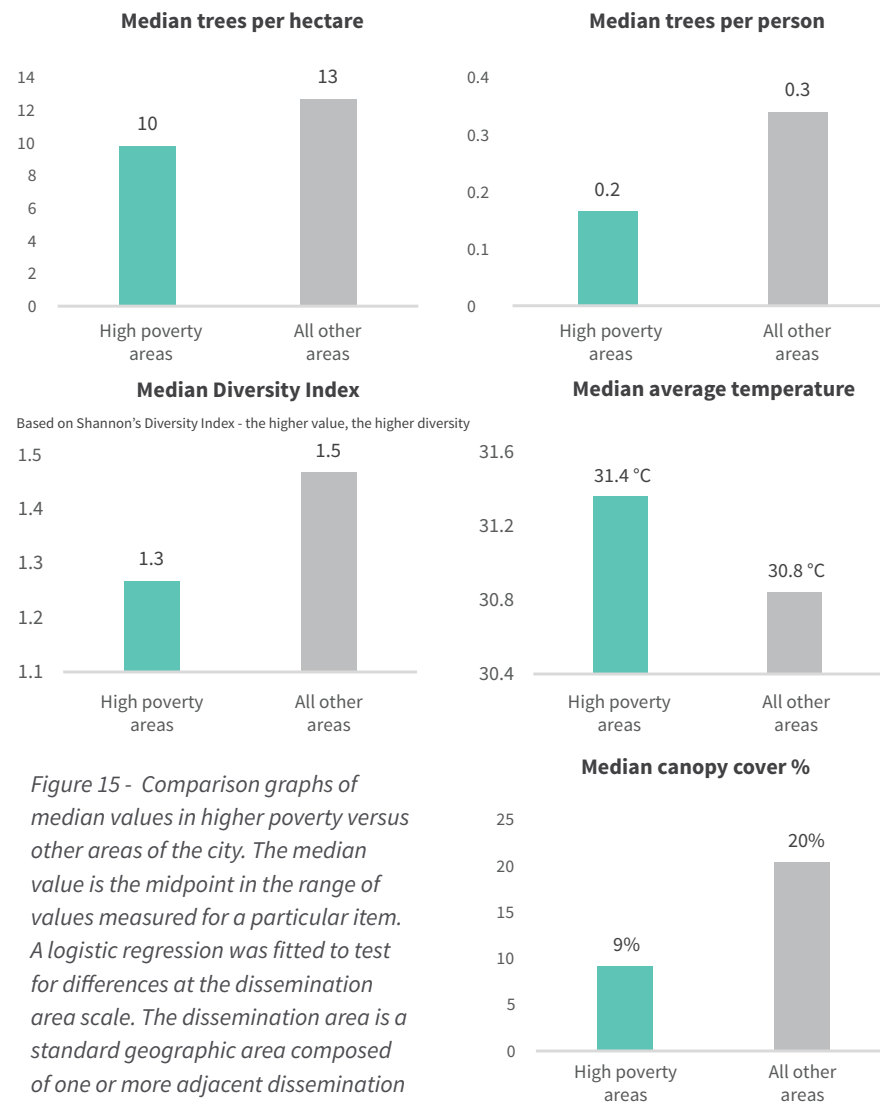 Median trees per hectare
14
12
10
8
6
4
2
0
10
13
High poverty
areas
All other
areas
Median trees per person
0.4
0.3
0.2
0.1
0
0.2
0.3
High poverty
areas
All other
areas
Median Diversity Index
Based on Shannon's Diversity Index - the higher value, the higher diversity
1.5
1.4
1.3
1.2
1.1
1.3
1.5
High poverty
areas
All other
areas
Median average temperature
31.6
31.2
30.8
30.4
31.4 °C
30.8 °C
High poverty
areas
All other
areas
Figure 15 - Comparison graphs of
median values in higher poverty versus
other areas of the city. The median
value is the midpoint in the range of
values measured for a particular item.
A logistic regression was fitted to test
for differences at the dissemination
area scale. The dissemination area is a
standard geographic area composed
of one or more adjacent dissemination
Median canopy cover %
25
20
15
10
5
0
9%
20%
High poverty
areas
All other
areas